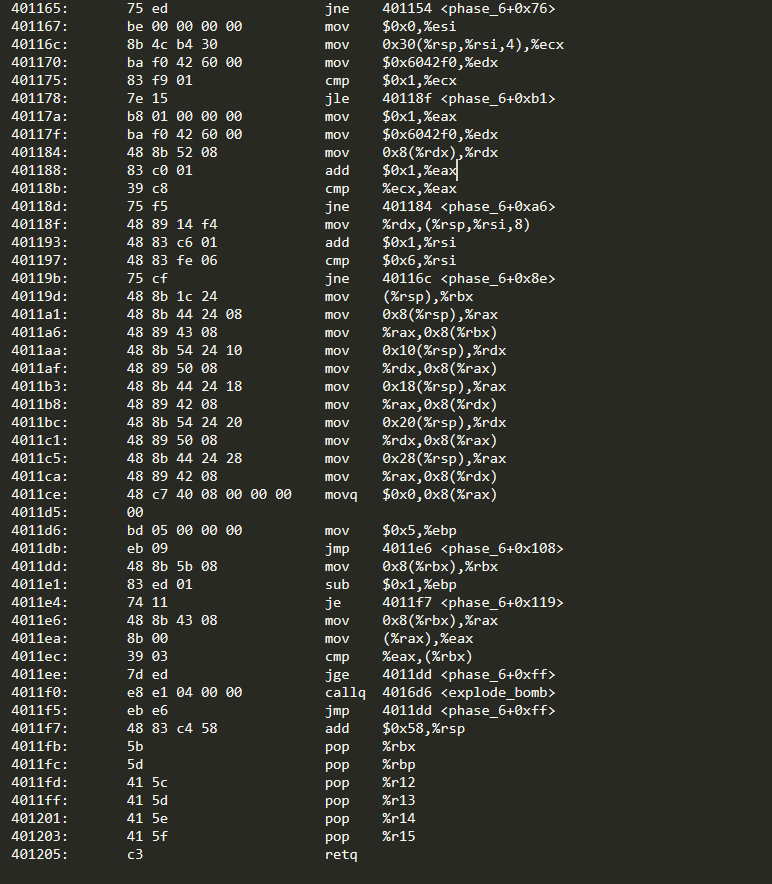 401165: 75 ed jne 401154 <phase_6+0x76>
401167: be 00 00 00 00 mov $0x0,%esi
40116c: 8b 4c b4 30 mov 0x30(%rsp,%rsi,4),%ecx
401170: ba f0 42 60 00 mov $0x6042f0,%edx
401175: 83 f9 01 cmp $0x1,%ecx
401178: 7e 15 jle 40118f <phase_6+0xb1>
40117a: b8 01 00 00 00 mov $0x1,%eax
40117f: ba f0 42 60 00 mov $0x6042f0,%edx
401184: 48 8b 52 08 mov 0x8(%rdx),%rdx
401188: 83 c0 01 add $0x1,%eax
40118b: 39 c8 cmp %ecx,%eax
40118d: 75 f5 jne 401184 <phase_6+0xa6>
40118f: 48 89 14 f4 mov %rdx,(%rsp,%rsi,8)
401193: 48 83 c6 01 add $0x1,%rsi
401197: 48 83 fe 06 cmp $0x6,%rsi
40119b: 75 cf jne 40116c <phase_6+0x8e>
40119d: 48 8b 1c 24 mov (%rsp),%rbx
4011a1: 48 8b 44 24 08 mov 0x8(%rsp),%rax
4011a6: 48 89 43 08 mov %rax,0x8(%rbx)
4011aa: 48 8b 54 24 10 mov 0x10(%rsp),%rdx
4011af: 48 89 50 08 mov %rdx,0x8(%rax)
4011b3: 48 8b 44 24 18 mov 0x18(%rsp),%rax
4011b8: 48 89 42 08 mov %rax,0x8(%rdx)
4011bc: 48 8b 54 24 20 mov 0x20(%rsp),%rdx
4011c1: 48 89 50 08 mov %rdx,0x8(%rax)
4011c5: 48 8b 44 24 28 mov 0x28(%rsp),%rax
4011ca: 48 89 42 08 mov %rax,0x8(%rdx)
4011ce: 48 c7 40 08 00 00 00 movq $0x0,0x8(%rax)
4011d5: 00
4011d6: bd 05 00 00 00 mov $0x5,%ebp
4011db: eb 09 jmp 4011e6 <phase_6+0x108>
4011dd: 48 8b 5b 08 mov 0x8(%rbx),%rbx
4011e1: 83 ed 01 sub $0x1,%ebp
4011e4: 74 11 je 4011f7 <phase_6+0x119>
4011e6: 48 8b 43 08 mov 0x8(%rbx),%rax
4011ea: 8b 00 mov (%rax),%eax
4011ec: 39 03 cmp %eax,(%rbx)
4011ee: 7d ed jge 4011dd <phase_6+0xff>
4011f0: e8 e1 04 00 00 callq 4016d6 <explode_bomb>
4011f5: eb e6 jmp 4011dd <phase_6+0xff>
4011f7: 48 83 c4 58 add $0x58,%rsp
4011fb: 5b pop %rbx
4011fc: 5d pop %rbp
4011fd: 41 5c pop %r12
4011ff: 41 5d pop %r13
401201: 41 5e pop %r14
401203: 41 5f pop %r15
401205: c3 retq